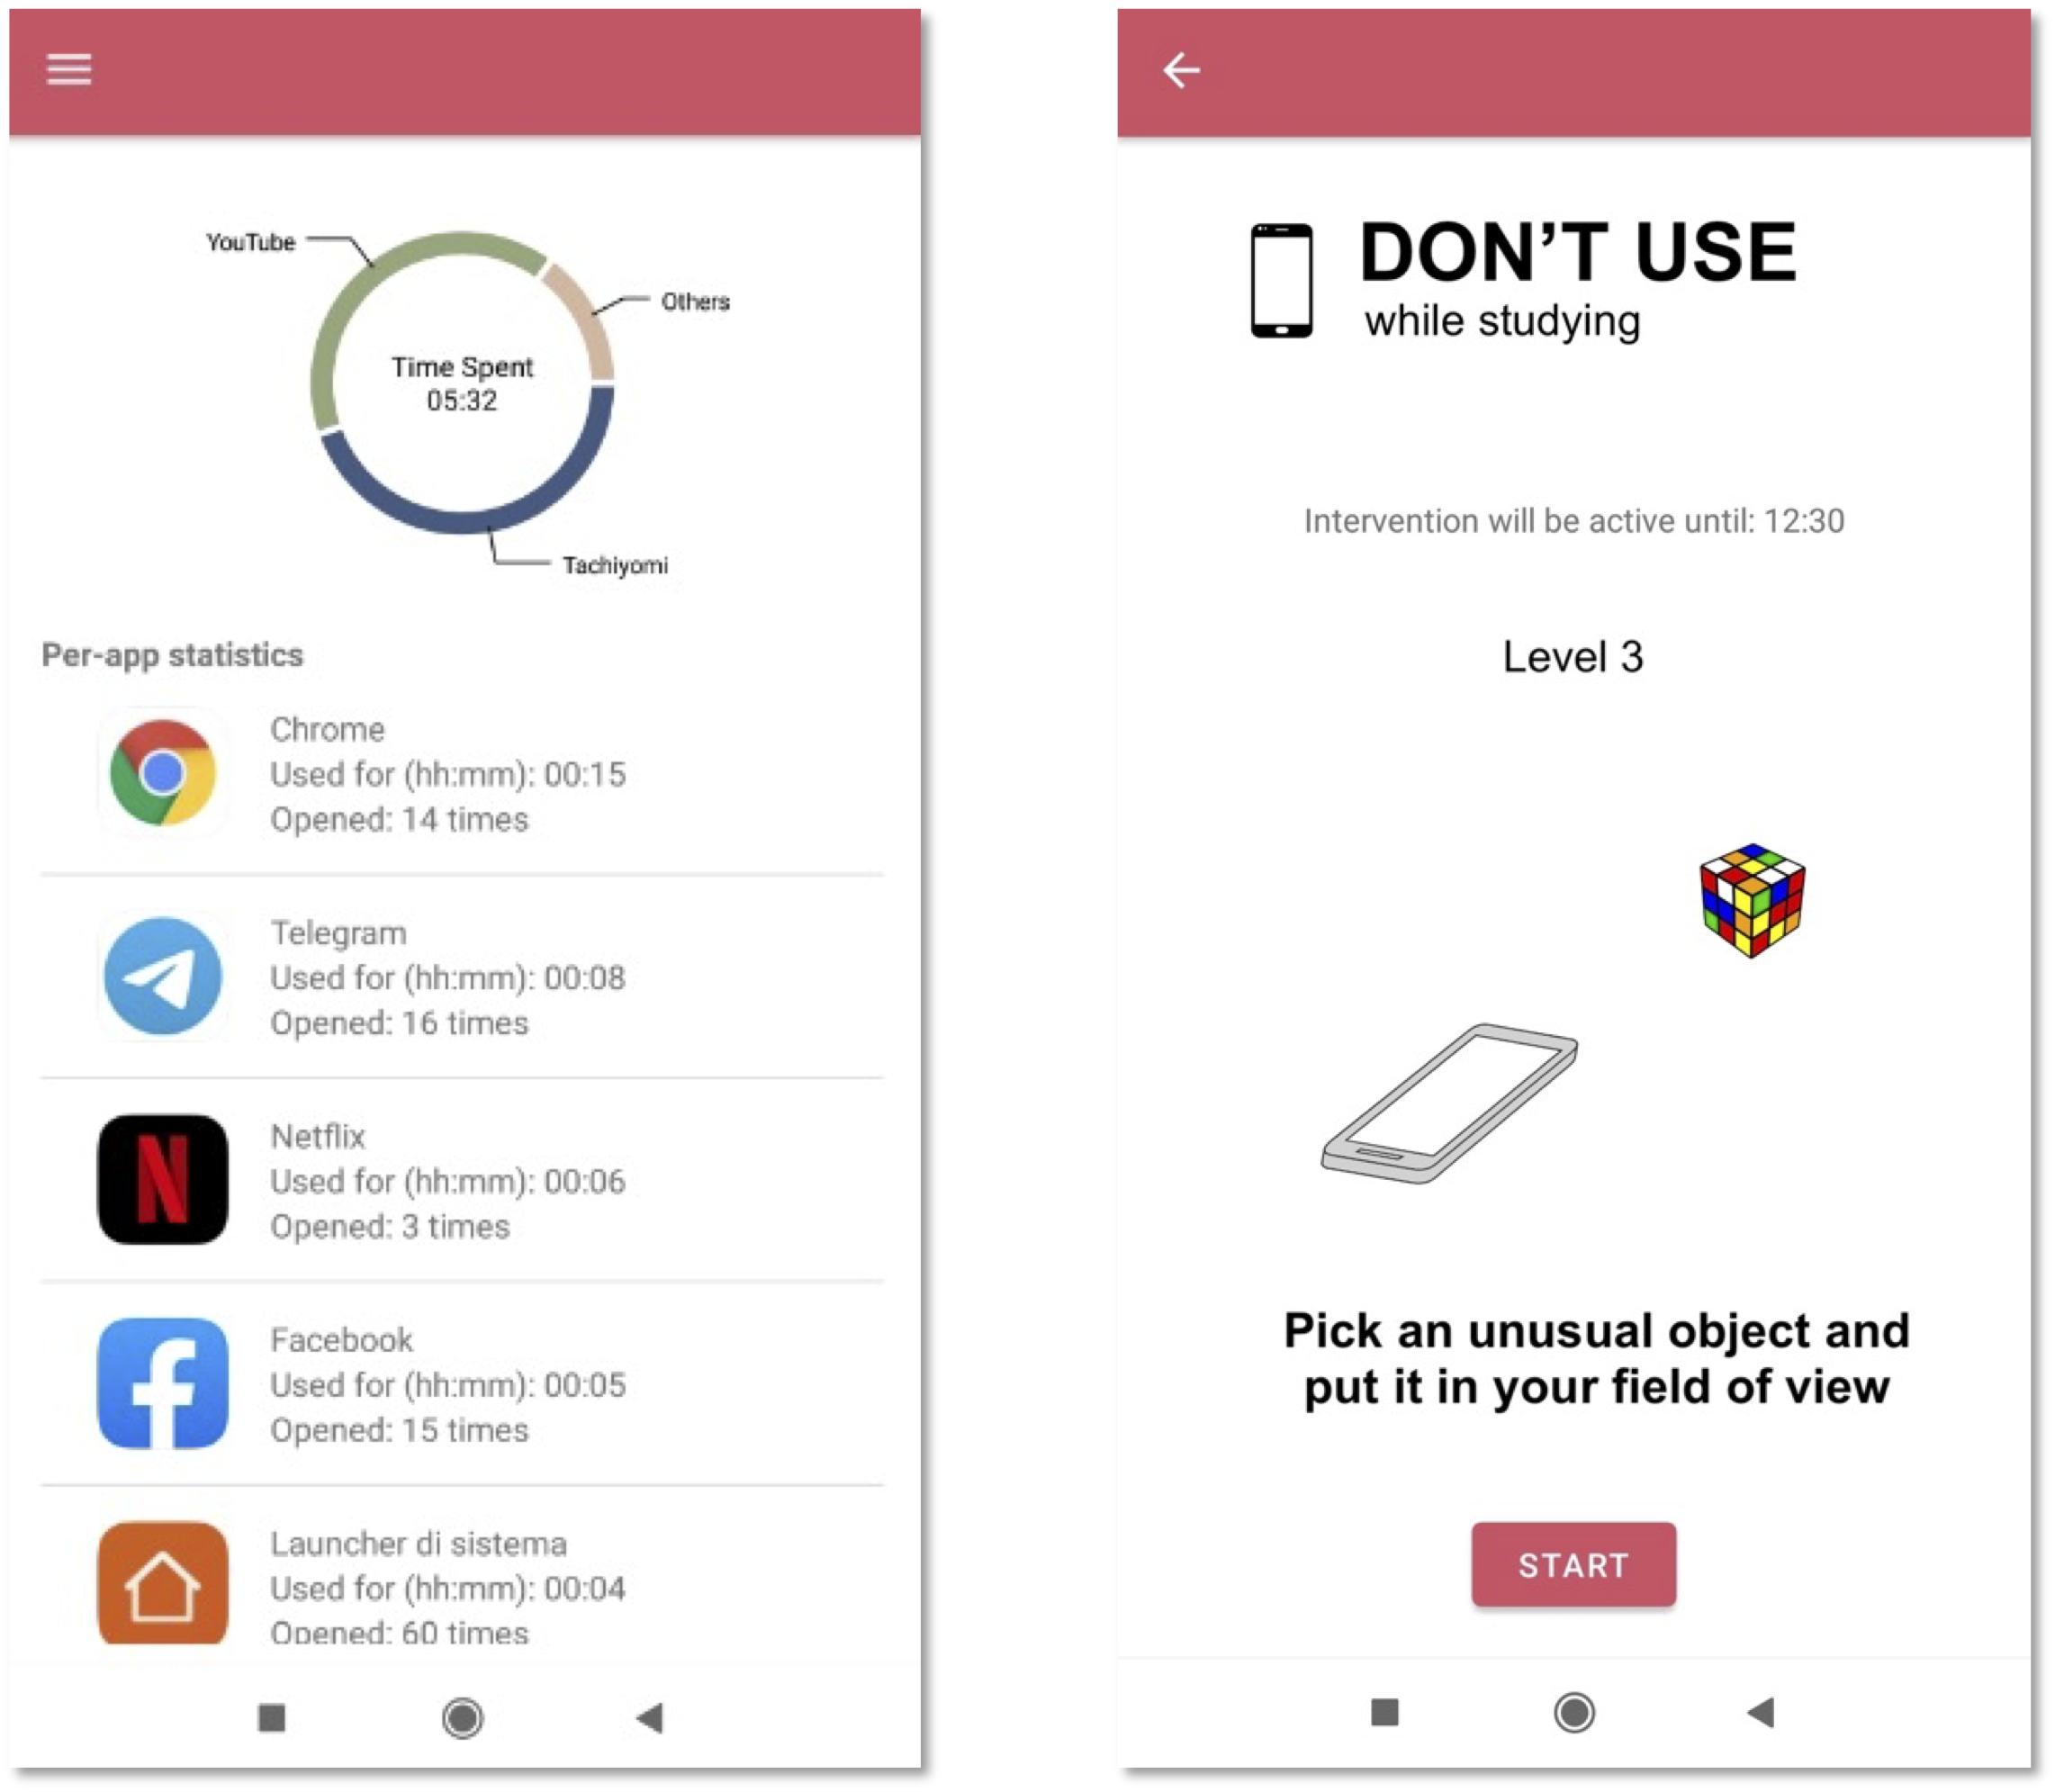 YouTube
Others
Time Spent
05:32
Tachiyomi
Per-app statistics
Chrome
Used for (hh:mm): 00:15
Opened: 14 times
Telegram
Used for (hh:mm): 00:08
Opened: 16 times
N
Netflix
Used for (hh:mm): 00:06
Opened: 3 times
f
Facebook
Used for (hh:mm): 00:05
Opened: 15 times
Launcher di sistema
Used for (hh:mm): 00:04
Opened: 60 times
DON'T USE
while studying
Intervention will be active until: 12:30
Level 3
Pick an unusual object and
put it in your field of view
START